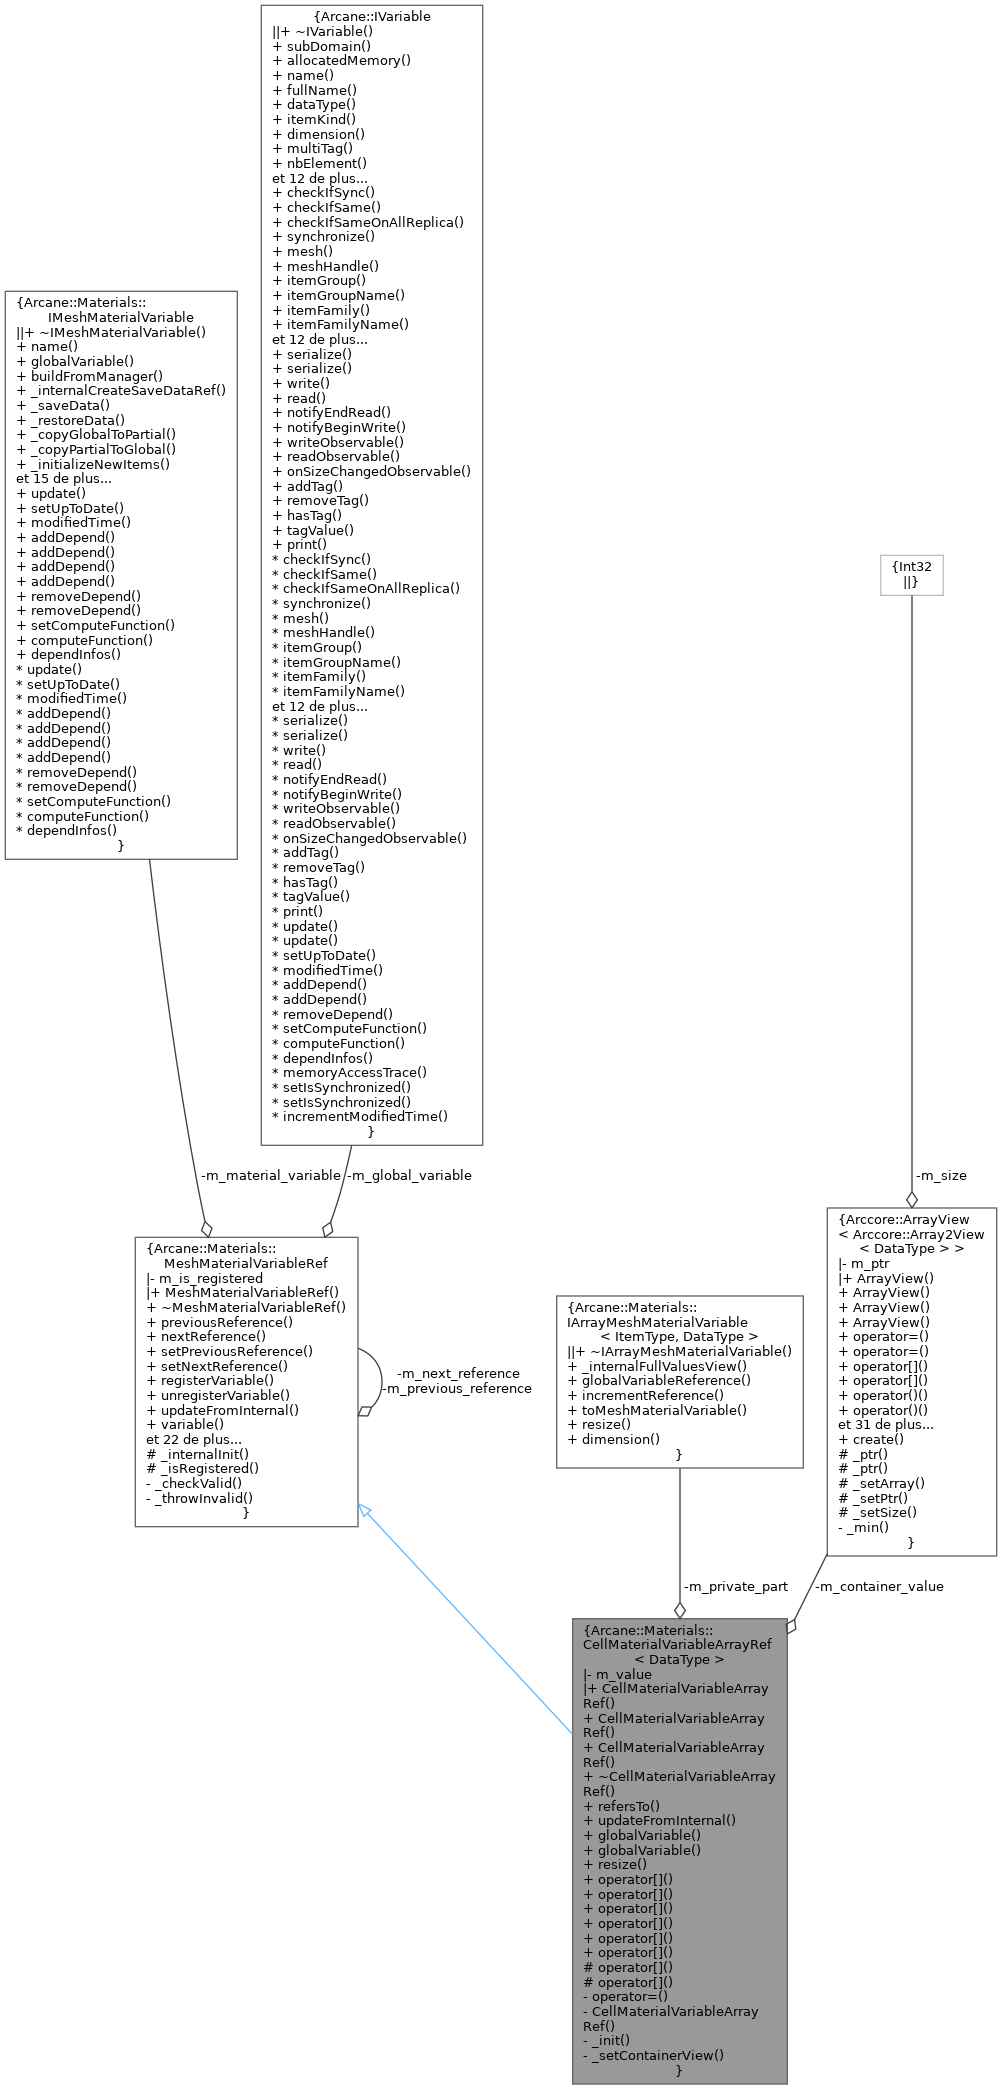 {Arcane::IVariable
||+ ~IVariable()
+ subDomain()
+ allocatedMemory()
+ name()
+ fullName()
+ dataType()
+ itemKind()
+ dimension()
+ multiTag()
+ nbElement()
et 12 de plus...
+ checkIfSync()
+ checkIfSame()
+ checkIfSameOnAllReplica()
+ synchronize()
+ mesh()
+ meshHandle()
+ itemGroup()
+ itemGroupName()
+ itemFamily()
+ itemFamilyName()
et 12 de plus...
+ serialize()
+ serialize()
+ write()
+ read()
+ notifyEndRead()
+ notifyBeginWrite()
+ writeObservable()
+ readObservable()
+ onSizeChangedObservable()
+ addTag()
+ removeTag()
+ hasTag()
+ tagValue()
+ print()
* checkIfSync()
* checkIfSame()
* checkIfSameOnAllReplica()
* synchronize()
* mesh()
* meshHandle()
* itemGroup()
* itemGroupName()
* itemFamily()
* itemFamilyName()
et 12 de plus...
* serialize()
* serialize()
* write()
* read()
* notifyEndRead()
* notifyBeginWrite()
* writeObservable()
* readObservable()
* onSizeChangedObservable()
* addTag()
* removeTag()
* hasTag()
* tagValue()
* print()
* update()
* update()
* setUpToDate()
* modifiedTime()
* addDepend()
* addDepend()
* removeDepend()
* setComputeFunction()
* computeFunction()
* dependInfos()
* memoryAccessTrace()
* setIsSynchronized()
* setIsSynchronized()
* incrementModifiedTime()
}
{Arcane::Materials::
IMeshMaterialVariable
||+ ~IMeshMaterialVariable()
+ name()
+ globalVariable()
+ buildFromManager()
+ _internalCreateSaveDataRef()
+ _saveData()
+ _restoreData()
+ _copyGlobalToPartial()
+ _copyPartialToGlobal()
+ _initializeNewItems()
et 15 de plus...
+ update()
+ setUpToDate()
+ modifiedTime()
+ addDepend()
+ addDepend()
+ addDepend()
+ addDepend()
+ removeDepend()
+ removeDepend()
+ setComputeFunction()
+ computeFunction()
+ dependInfos()
* update()
* setUpToDate()
* modifiedTime()
* addDepend()
* addDepend()
* addDepend()
* addDepend()
* removeDepend()
* removeDepend()
* setComputeFunction()
* computeFunction()
* dependInfos()
}
{Int32
||}
-m_material_variable
-m_global_variable
-m_size
{Arcane::Materials::
MeshMaterialVariableRef
|- m_is_registered
|+ MeshMaterialVariableRef()
+ ~MeshMaterialVariableRef()
+ previousReference()
+ nextReference()
+ setPreviousReference()
+ setNextReference()
+ registerVariable()
+ unregisterVariable()
+ updateFromInternal()
+ variable()
et 22 de plus...
# _internalInit()
# _isRegistered()
- _checkValid()
- _throwInvalid()
}
-m_next_reference
-m_previous_reference
{Arcane::Materials::
IArrayMeshMaterialVariable
< ItemType, DataType >
||+ ~IArrayMeshMaterialVariable()
+ _internalFullValuesView()
+ globalVariableReference()
+ incrementReference()
+ toMeshMaterialVariable()
+ resize()
+ dimension()
}
{Arccore::ArrayView
< Arccore::Array2View
< DataType > >
|- m_ptr
|+ ArrayView()
+ ArrayView()
+ ArrayView()
+ ArrayView()
+ operator=()
+ operator=()
+ operator[]()
+ operator[]()
+ operator()()
+ operator()()
et 31 de plus...
+ create()
# _ptr()
# _ptr()
# _setArray()
# _setPtr()
# _setSize()
- _min()
}
-m_private_part
-m_container_value
{Arcane::Materials::
CellMaterialVariableArrayRef
< DataType >
|- m_value
|+ CellMaterialVariableArray
Ref()
+ CellMaterialVariableArray
Ref()
+ CellMaterialVariableArray
Ref()
+ ~CellMaterialVariableArray
Ref()
+ refersTo()
+ updateFromInternal()
+ globalVariable()
+ globalVariable()
+ resize()
+ operator[]()
+ operator[]()
+ operator[]()
+ operator[]()
+ operator[]()
+ operator[]()
# operator[]()
# operator[]()
- operator=()
- CellMaterialVariableArray
Ref()
- _init()
- _setContainerView()
}